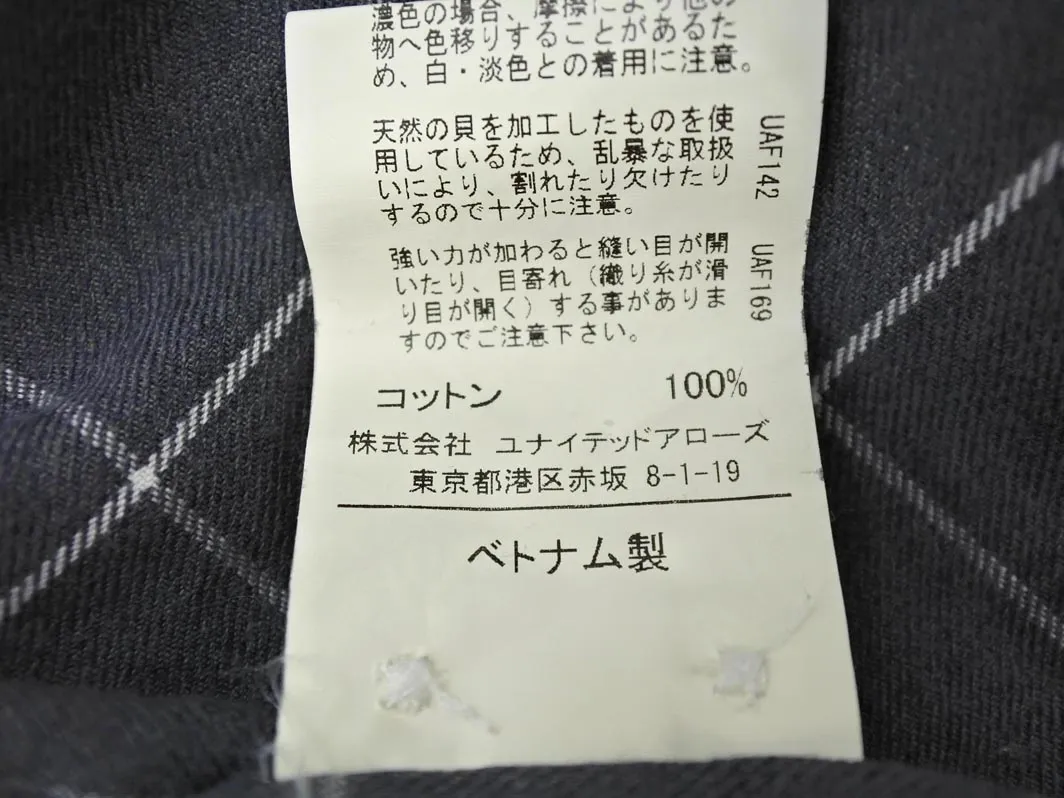 濃色の場合、摩擦により他の
物へ色移りすることがあるた
め、白・淡色との着用に注意。
天然の貝を加工したものを使
用しているため、乱暴な取扱
いにより、割れたり欠けたり
するので十分に注意。
UAF142
強い力が加わると縫い目が開
いたり、目寄れ(織り糸が滑
り目が開く)する事がありま
すのでご注意下さい。
UAF169
コットン 100%
株式会社 ユナイテッドアローズ
東京都港区赤坂 8-1-19
ベトナム製